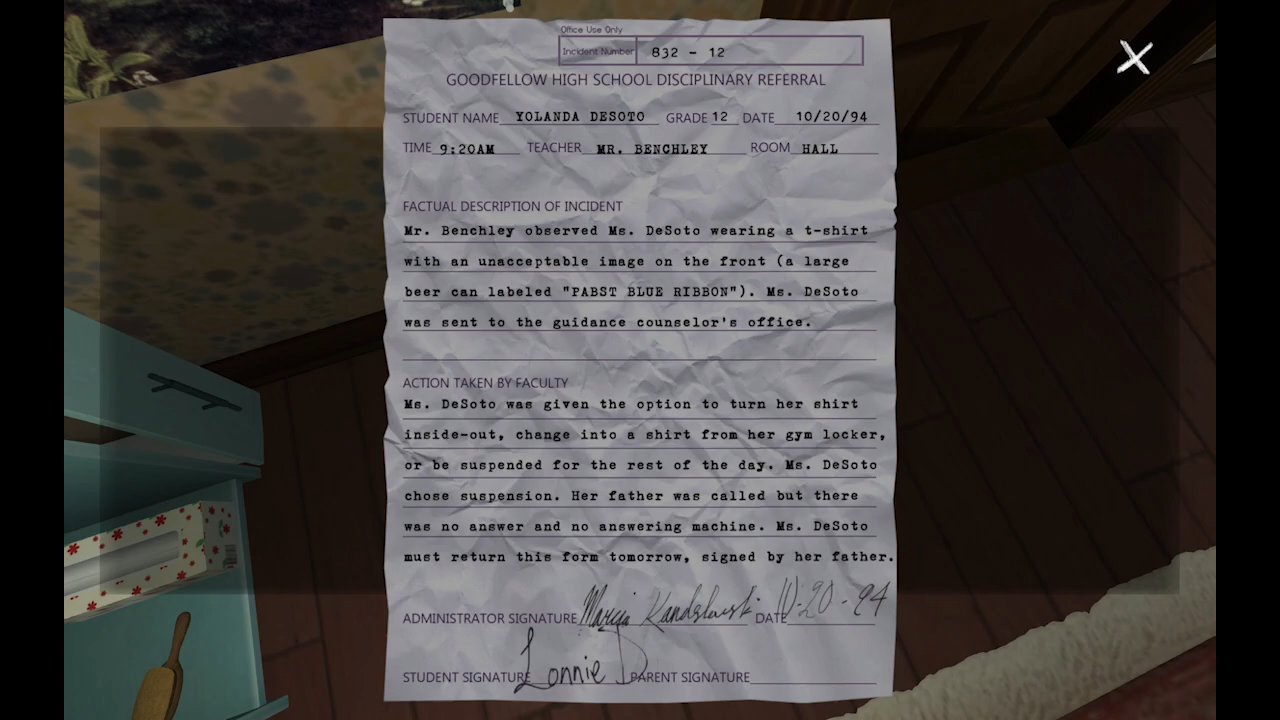 Office Use Only
Incident Number 832 - 12
GOODFELLOW HIGH SCHOOL DISCIPLINARY REFERRAL
STUDENT NAME YOLANDA DESOTO GRADE 12 DATE 10/20/94
TIME 9:20AM TEACHER MR. BENCHLEY ROOM HALL
FACTUAL DESCRIPTION OF INCIDENT
Mr. Benchley observed Ms. DeSoto wearing a t-shirt
with an unacceptable image on the front (a large
beer can labeled "PABST BLUE RIBBON"). Ms. DeSoto
was sent to the guidance counselor's office.
ACTION TAKEN BY FACULTY
Ms. DeSoto was given the option to turn her shirt
inside-out, change into a shirt from her gym locker,
or be suspended for the rest of the day. Ms. DeSoto
chose suspension. Her father was called but there
was no answer and no answering machine. Ms. DeSoto
must return this form tomorrow, signed by her father.
ADMINISTRATOR SIGNATURE DATE 10-20-94
STUDENT SIGNATURE Lonnie D PARENT SIGNATURE